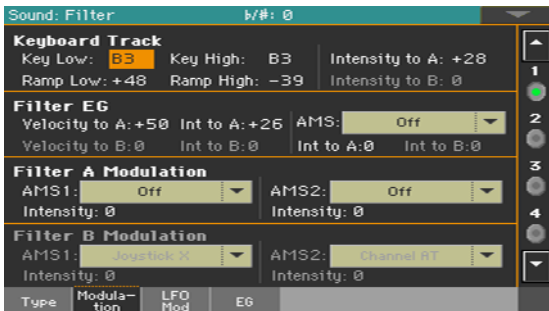 Sound: Filter ♭/#: 0
Keyboard Track
Key Low: B3 Key High: B3 Intensity to A: +28
Ramp Low: +48 Ramp High: -39 Intensity to B: 0
Filter EG
Velocity to A:+50 Int to A:+26 AMS: Off
Velocity to B:0 Int to B:0 Int to A:0 Int to B:0
Filter A Modulation
AMS1: Off AMS2: Off
Intensity: 0 Intensity: 0
Filter B Modulation
AMS1: Joystick X AMS2: Channel AT
Intensity: 0 Intensity: 0
1
2
3
4
Type Modula-tion LFO Mod EG